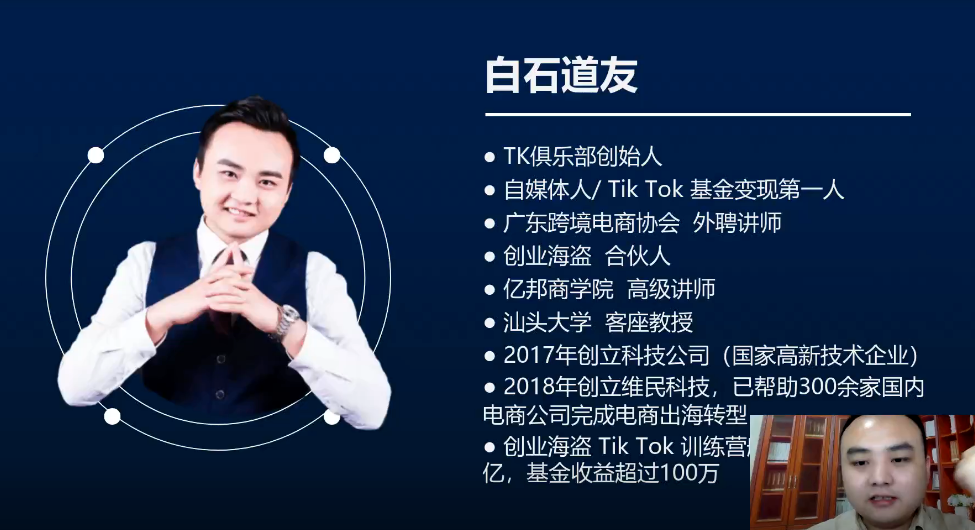 白石道友
● TK俱乐部创始人
● 自媒体人/ Tik Tok 基金变现第一人
● 广东跨境电商协会 外聘讲师
● 创业海盗 合伙人
● 亿邦商学院 高级讲师
● 汕头大学 客座教授
● 2017年创立科技公司（国家高新技术企业）
● 2018年创立维民科技，已帮助300余家国内
电商公司完成电商出海转型
● 创业海盗 Tik Tok 训练营
亿，基金收益超过100万